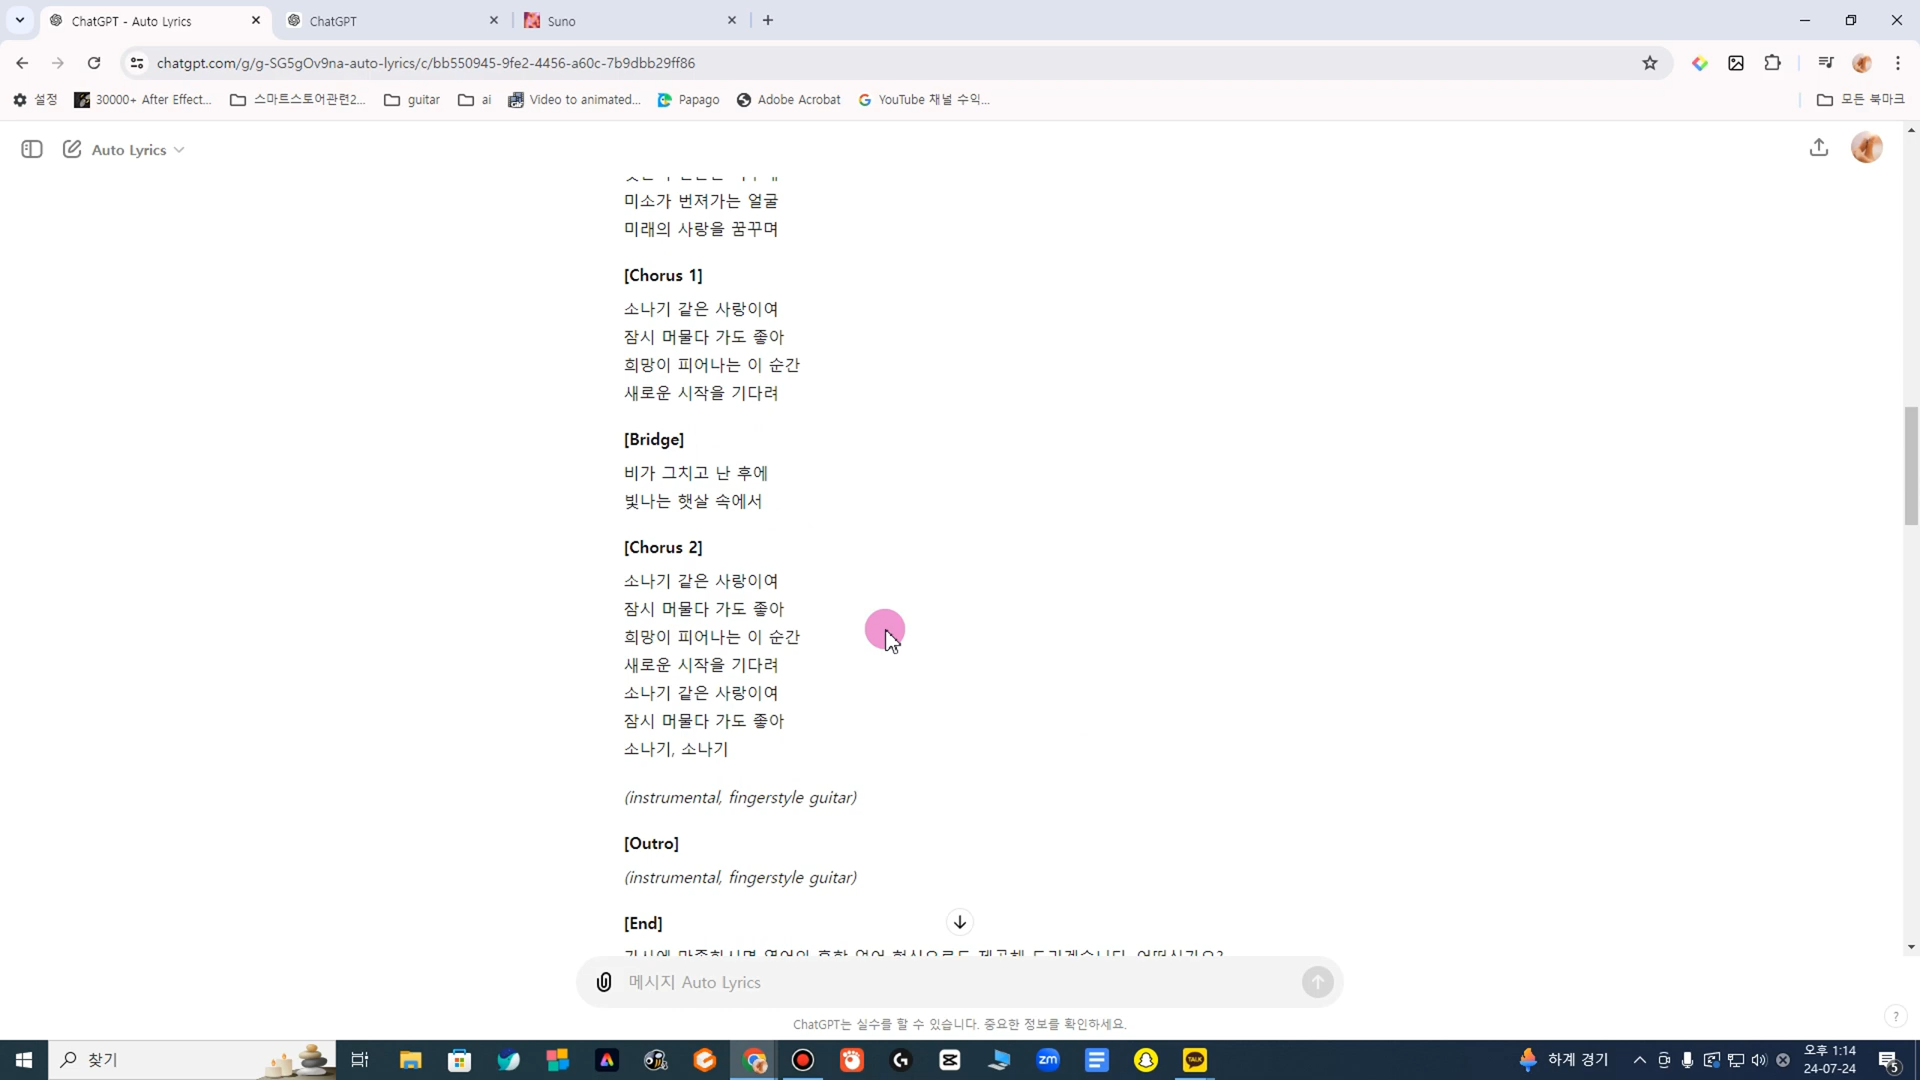 ChatGPT - Auto Lyrics
ChatGPT
Suno
chatgpt.com/g/g-SG5gOv9na-auto-lyrics/c/bb550945-9fe2-4456-a60c-7b9dbb29ff86
설정
30000+ After Effect...
스마트스토어관련2...
guitar
ai
Video to animated...
Papago
Adobe Acrobat
YouTube 채널 수익...
모든 북마크
Auto Lyrics
미소가 번져가는 얼굴
미래의 사랑을 꿈꾸며
[Chorus 1]
소나기 같은 사랑이여
잠시 머물다 가도 좋아
희망이 피어나는 이 순간
새로운 시작을 기다려
[Bridge]
비가 그치고 난 후에
빛나는 햇살 속에서
[Chorus 2]
소나기 같은 사랑이여
잠시 머물다 가도 좋아
희망이 피어나는 이 순간
새로운 시작을 기다려
소나기 같은 사랑이여
잠시 머물다 가도 좋아
소나기, 소나기
(instrumental, fingerstyle guitar)
[Outro]
(instrumental, fingerstyle guitar)
[End]
메시지 Auto Lyrics
ChatGPT는 실수를 할 수 있습니다. 중요한 정보를 확인하세요.
?
찾기
zm
TALK
하계 경기
오후 1:14
24-07-24
5